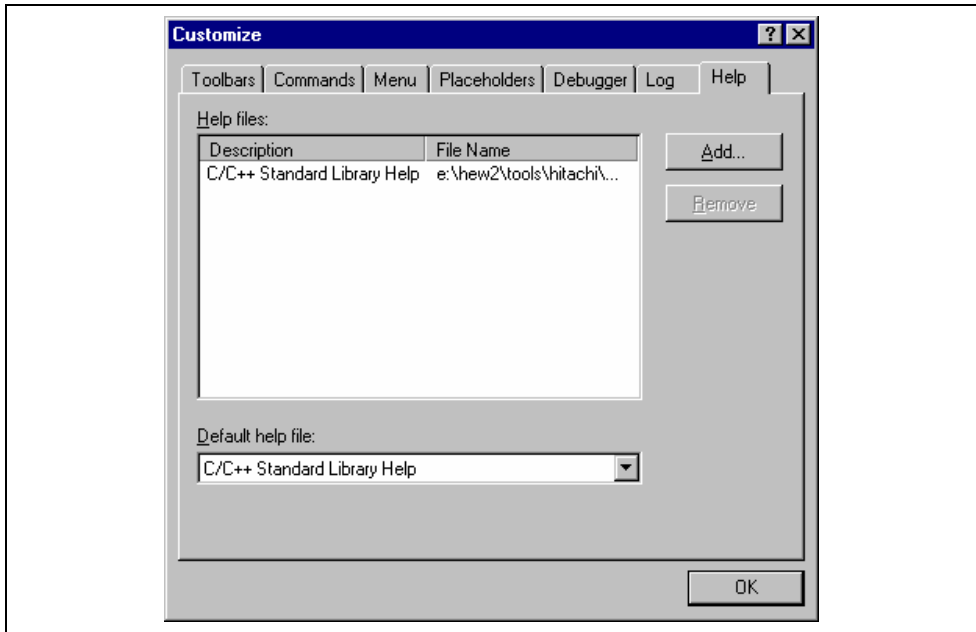 Customize ? X
Toolbars Commands Menu Placeholders Debugger Log Help
Help files:
Description File Name
C/C++ Standard Library Help e:\hew2\tools\hitachi\...
Add...
Remove
Default help file:
C/C++ Standard Library Help
OK